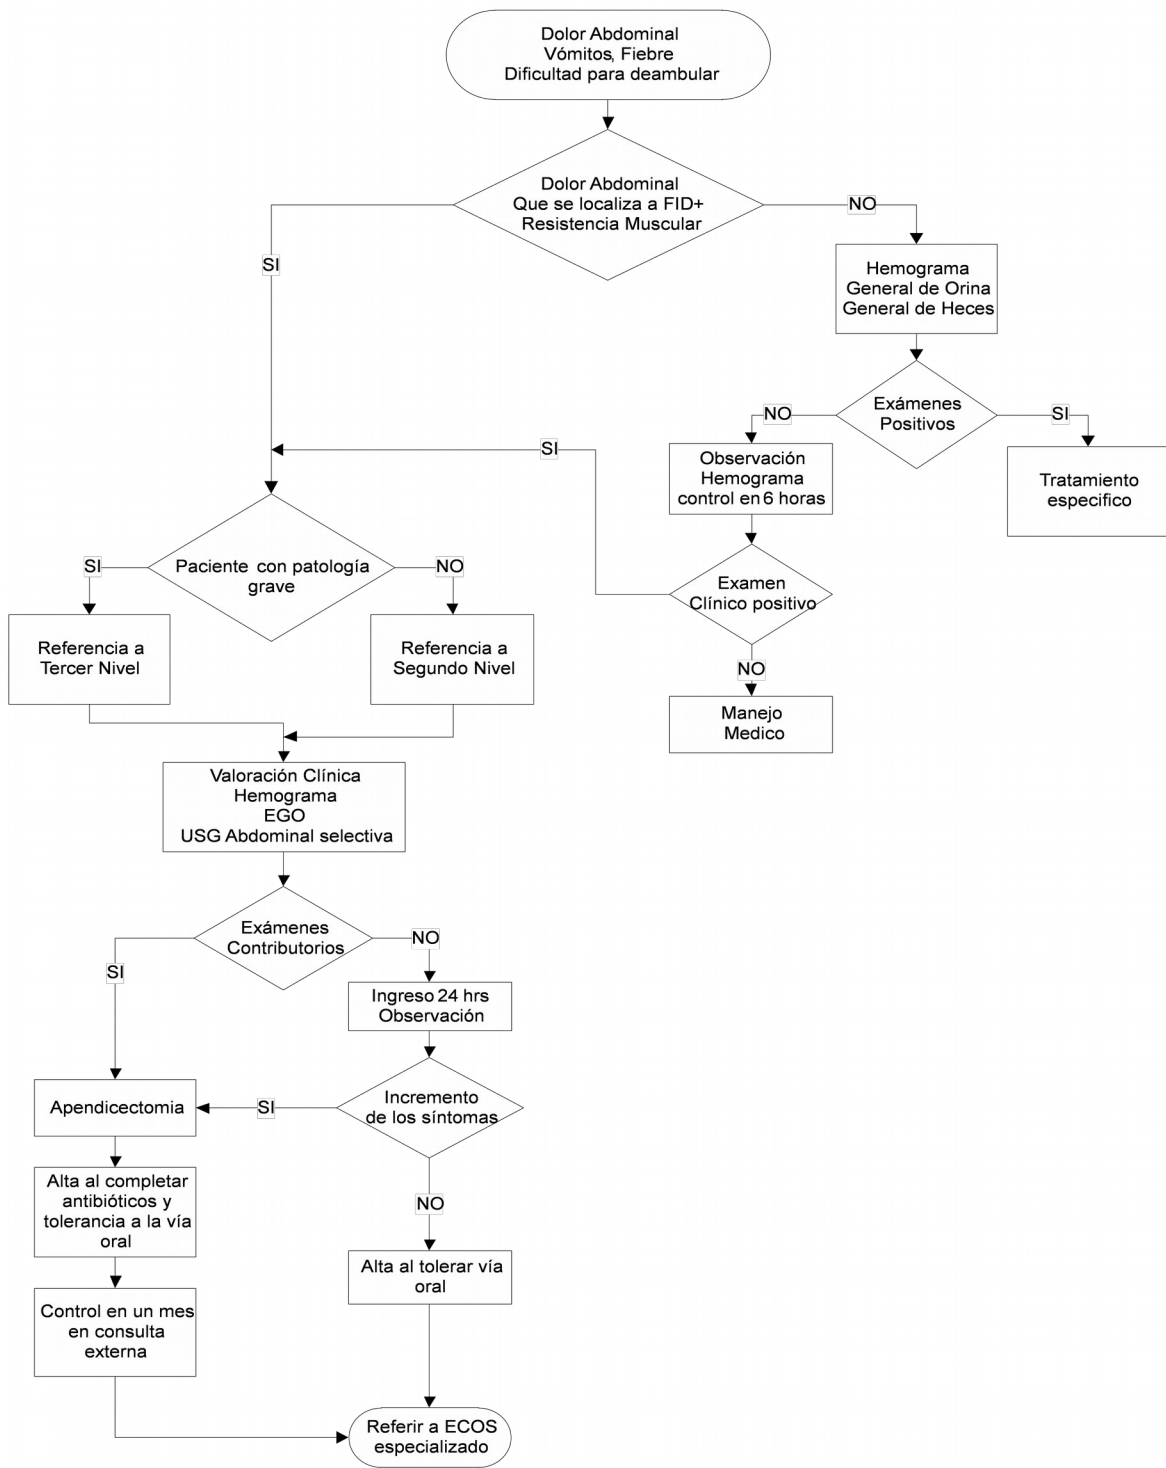 Dolor Abdominal
Vómitos, Fiebre
Dificultad para deambular
Dolor Abdominal
Que se localiza a FID+
Resistencia Muscular
NO
SI
Hemograma
General de Orina
General de Heces
Exámenes
Positivos
NO
SI
Observación
Hemograma
control en 6 horas
Tratamiento
especifico
SI
Examen
Clínico positivo
NO
Manejo
Medico
Paciente con patología
grave
SI
NO
Referencia a
Tercer Nivel
Referencia a
Segundo Nivel
Valoración Clínica
Hemograma
EGO
USG Abdominal selectiva
Exámenes
Contributorios
SI
NO
Ingreso 24 hrs
Observación
Incremento
de los síntomas
SI
NO
Apendicectomia
Alta al completar
antibióticos y
tolerancia a la vía
oral
Alta al tolerar vía
oral
Control en un mes
en consulta
externa
Referir a ECOS
especializado